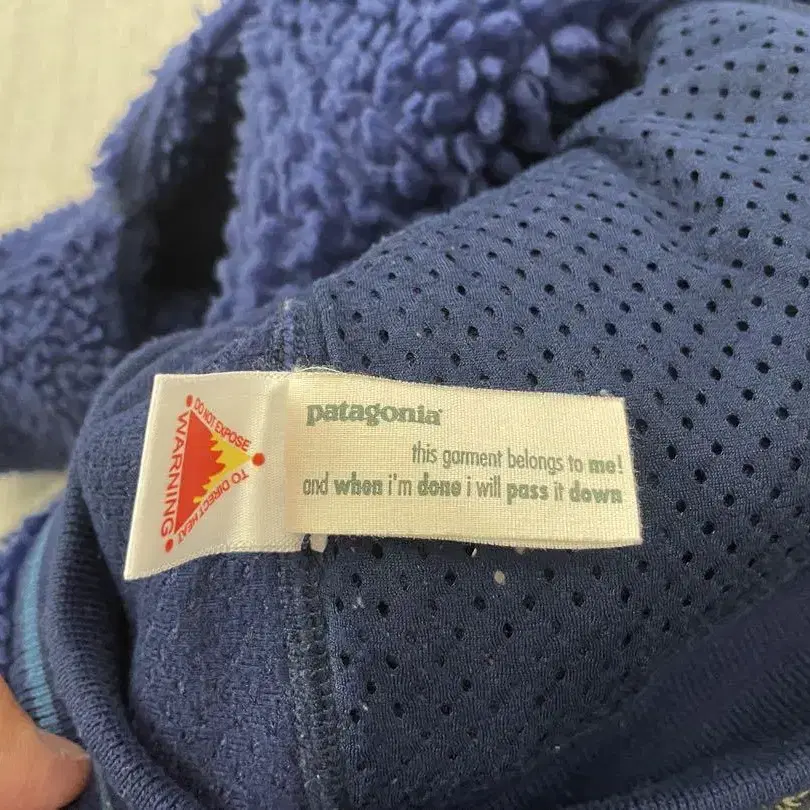 patagonia
this garment belongs to me!
and when i'm done i will pass it down
WARNING
DO NOT EXPOSE
TO DIRECT HEAT